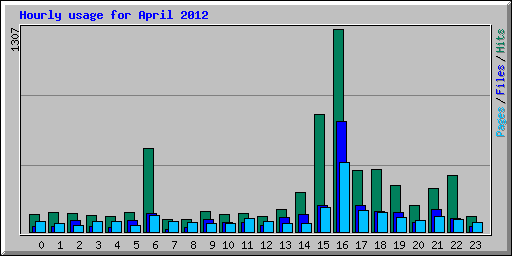 Hourly usage for April 2012
1307
Pages / Files / Hits
0 1 2 3 4 5 6 7 8 9 10 11 12 13 14 15 16 17 18 19 20 21 22 23